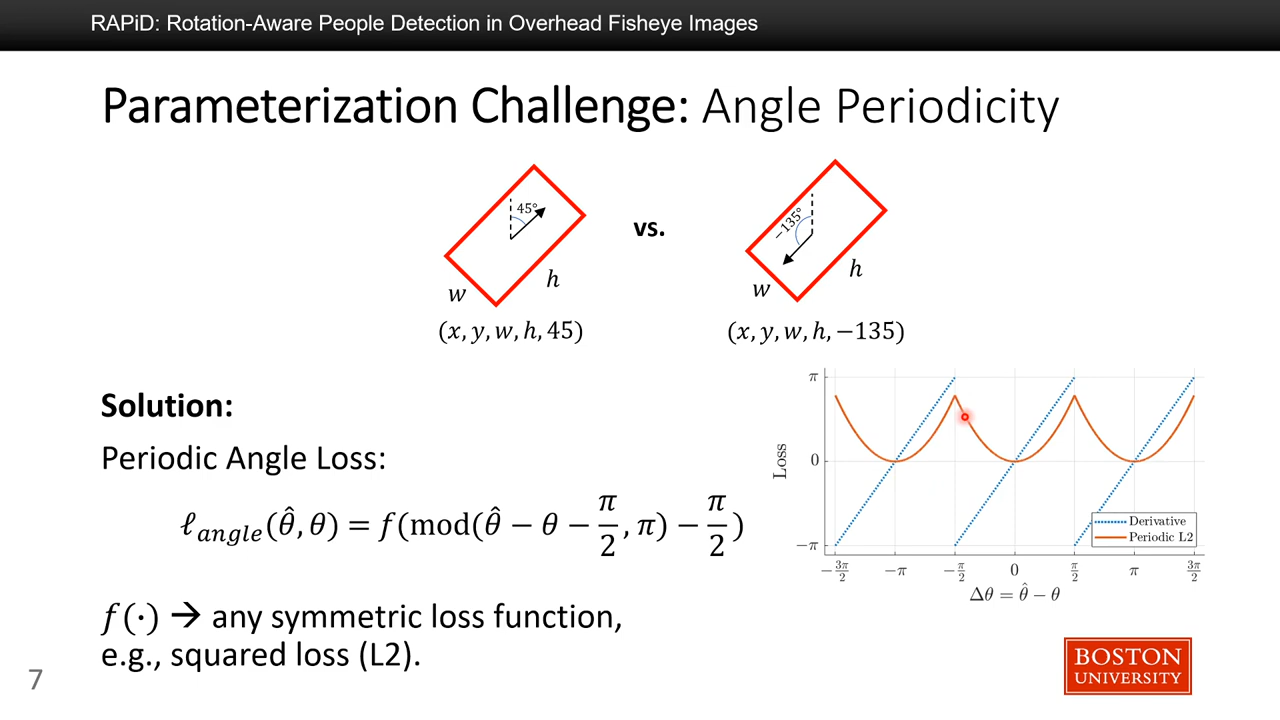 RAPiD: Rotation-Aware People Detection in Overhead Fisheye Images
Parameterization Challenge: Angle Periodicity
45°
w
h
(x, y, w, h, 45)
vs.
−135°
w
h
(x, y, w, h, −135)
Solution:
Periodic Angle Loss:
ℓ_angle(θ̂, θ) = f(mod(θ̂ − θ − π/2, π) − π/2)
f(·) → any symmetric loss function,
e.g., squared loss (L2).
Loss
π
0
−π
Derivative
Periodic L2
−3π/2 −π −π/2 0 π/2 π 3π/2
Δθ = θ̂ − θ
BOSTON
UNIVERSITY
7